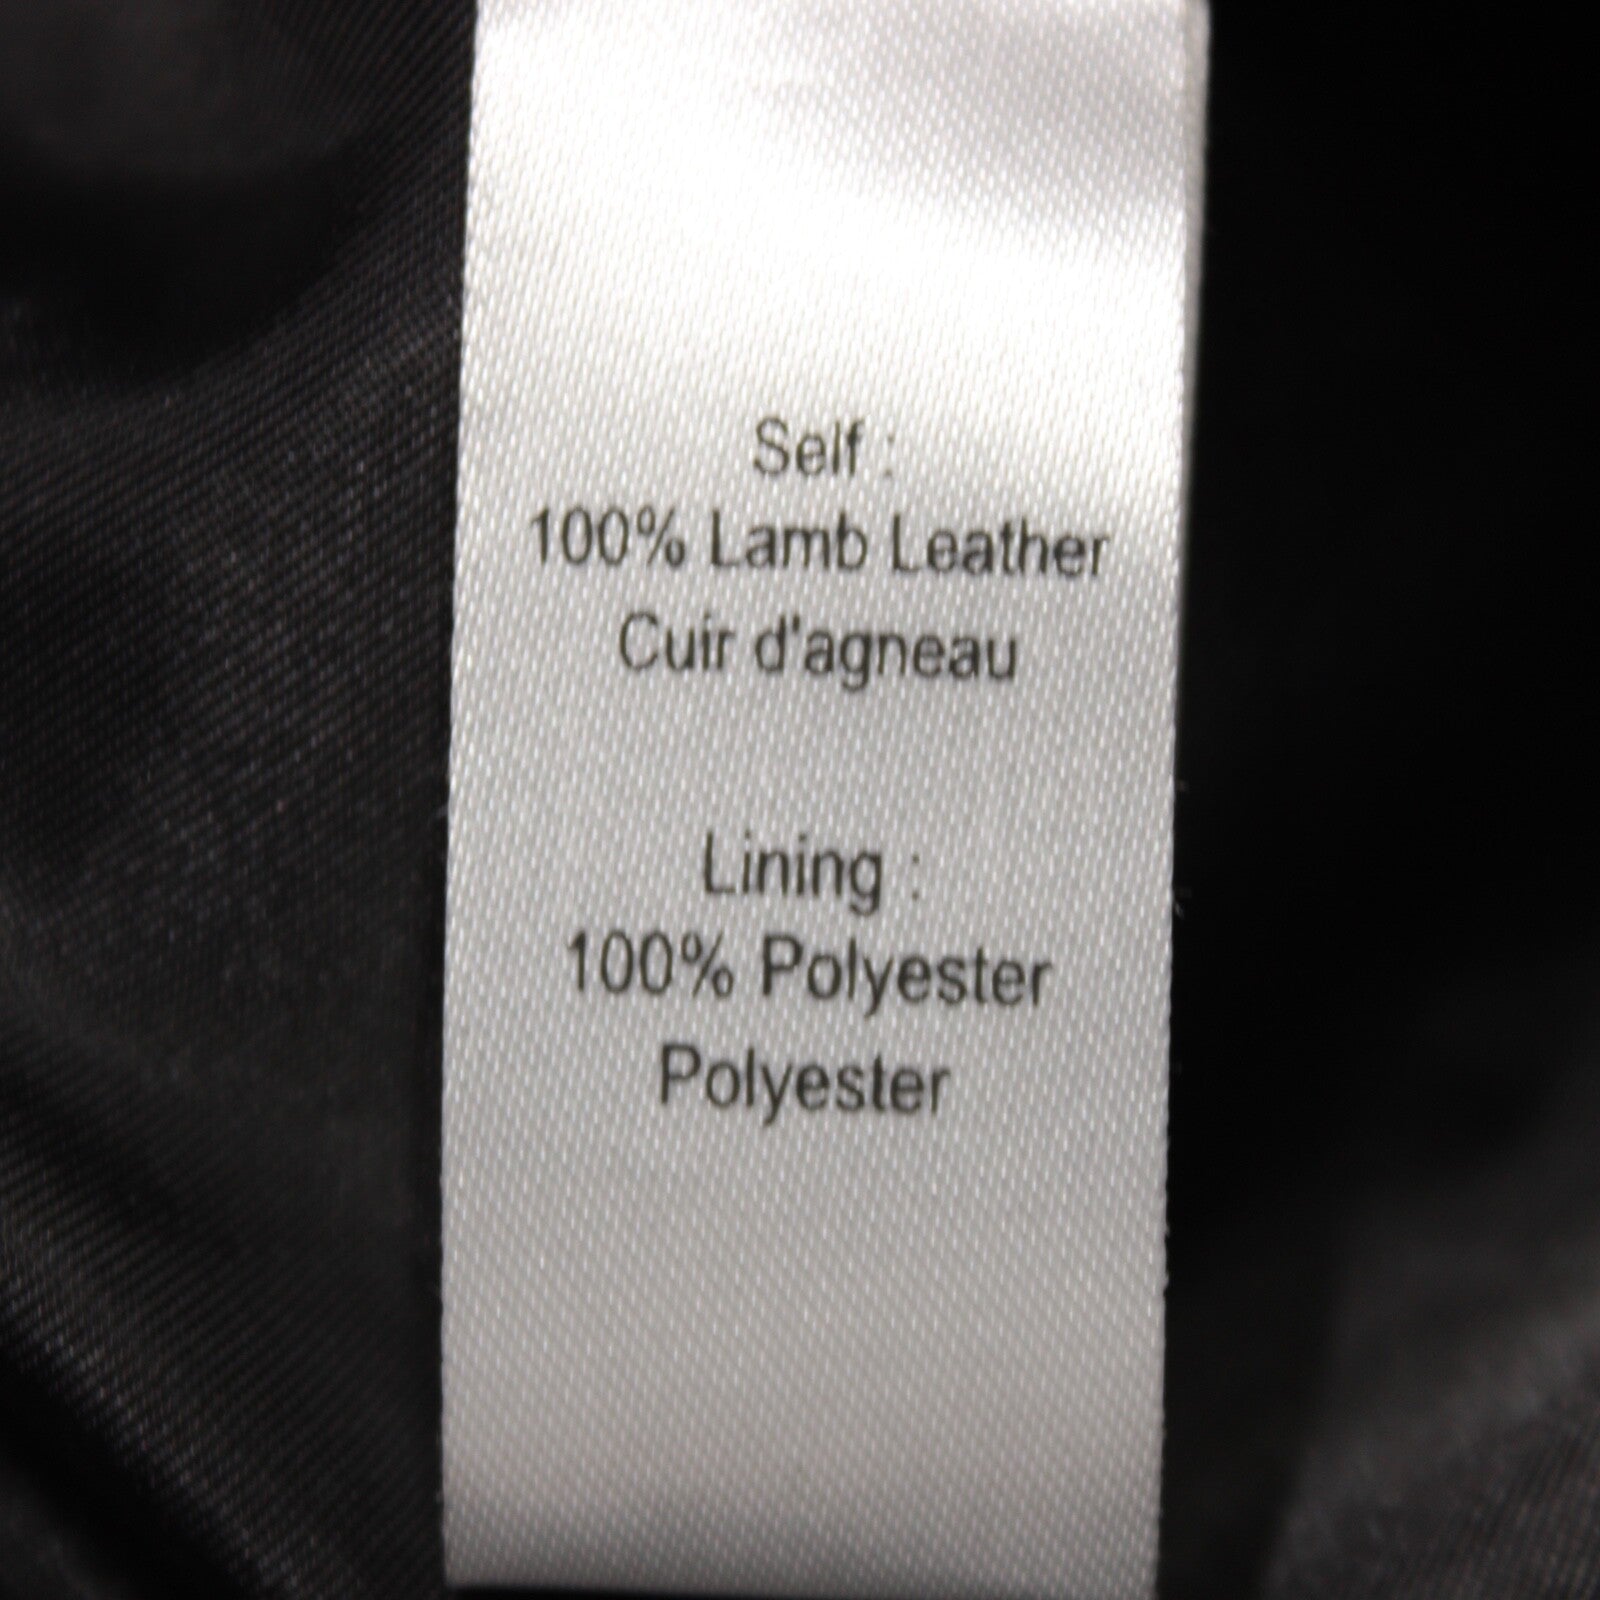 Self :
100% Lamb Leather
Cuir d'agneau
Lining :
100% Polyester
Polyester